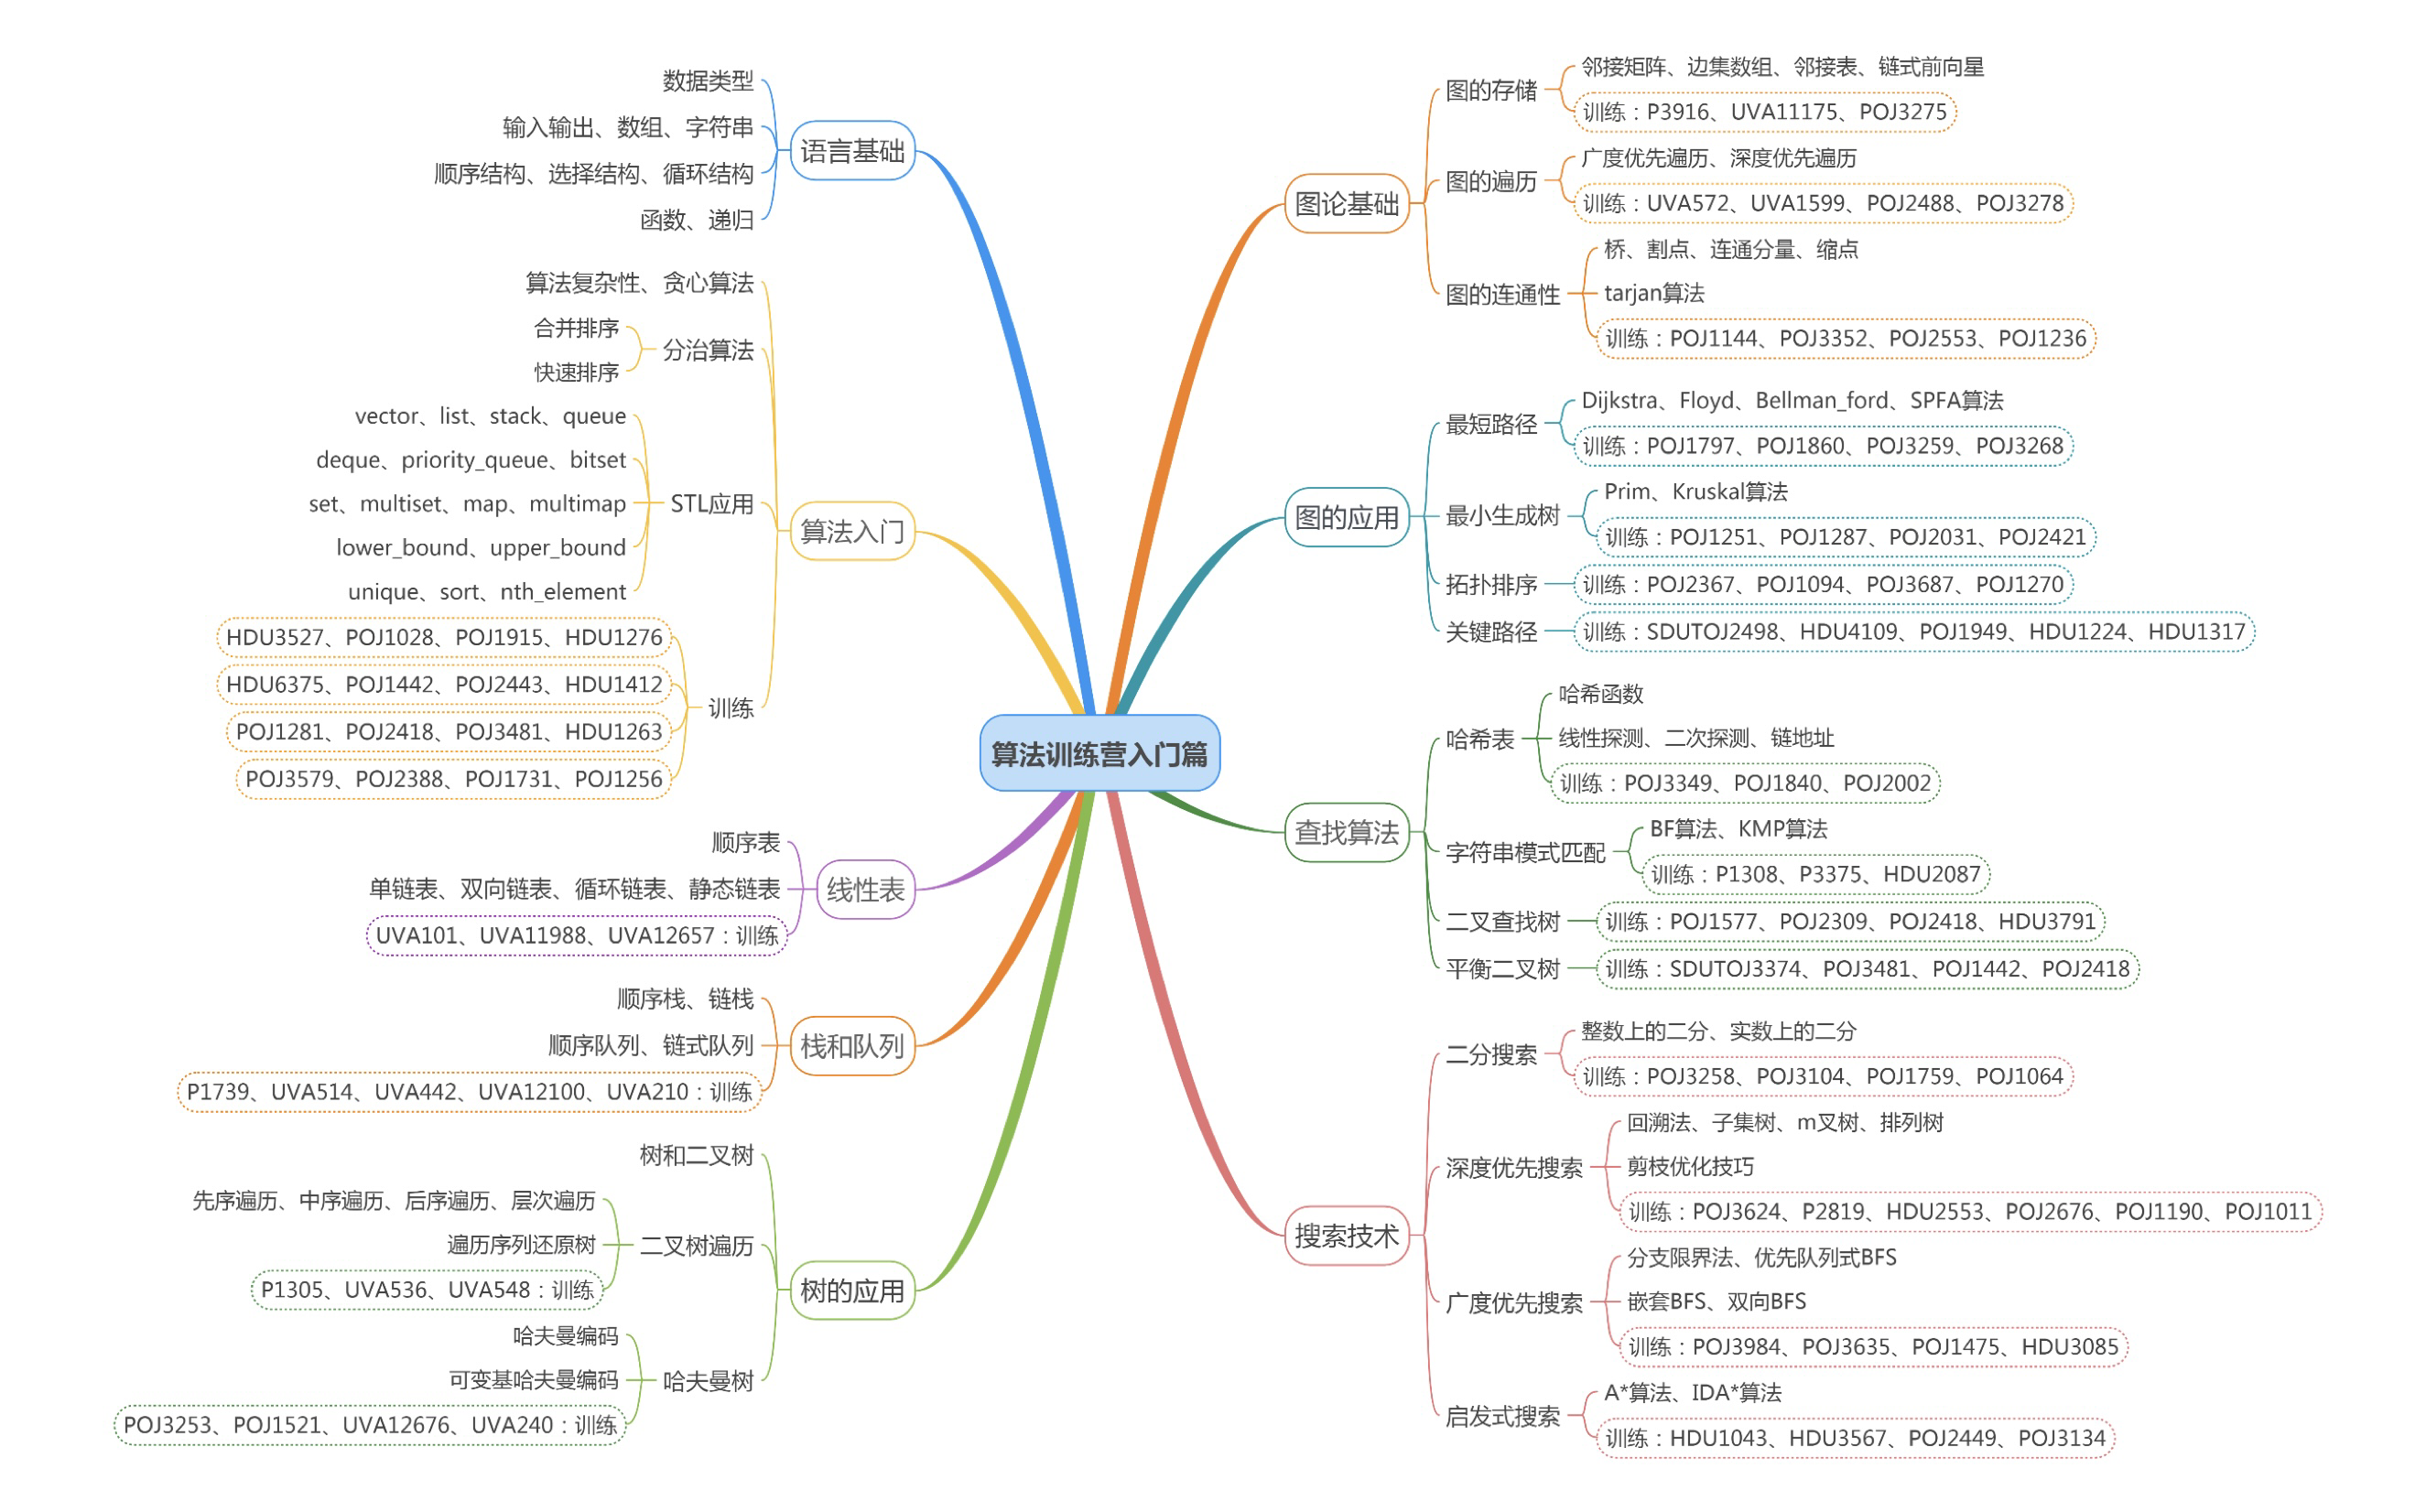 算法训练营入门篇
语言基础
数据类型
输入输出、数组、字符串
顺序结构、选择结构、循环结构
函数、递归
算法入门
算法复杂性、贪心算法
分治算法
合并排序
快速排序
STL应用
vector、list、stack、queue
deque、priority_queue、bitset
set、multiset、map、multimap
lower_bound、upper_bound
unique、sort、nth_element
训练
HDU3527、POJ1028、POJ1915、HDU1276
HDU6375、POJ1442、POJ2443、HDU1412
POJ1281、POJ2418、POJ3481、HDU1263
POJ3579、POJ2388、POJ1731、POJ1256
线性表
顺序表
单链表、双向链表、循环链表、静态链表
UVA101、UVA11988、UVA12657：训练
栈和队列
顺序栈、链栈
顺序队列、链式队列
P1739、UVA514、UVA442、UVA12100、UVA210：训练
树的应用
树和二叉树
二叉树遍历
先序遍历、中序遍历、后序遍历、层次遍历
遍历序列还原树
P1305、UVA536、UVA548：训练
哈夫曼树
哈夫曼编码
可变基哈夫曼编码
POJ3253、POJ1521、UVA12676、UVA240：训练
图论基础
图的存储
邻接矩阵、边集数组、邻接表、链式前向星
训练：P3916、UVA11175、POJ3275
图的遍历
广度优先遍历、深度优先遍历
训练：UVA572、UVA1599、POJ2488、POJ3278
图的连通性
桥、割点、连通分量、缩点
tarjan算法
训练：POJ1144、POJ3352、POJ2553、POJ1236
图的应用
最短路径
Dijkstra、Floyd、Bellman_ford、SPFA算法
训练：POJ1797、POJ1860、POJ3259、POJ3268
最小生成树
Prim、Kruskal算法
训练：POJ1251、POJ1287、POJ2031、POJ2421
拓扑排序
训练：POJ2367、POJ1094、POJ3687、POJ1270
关键路径
训练：SDUTOJ2498、HDU4109、POJ1949、HDU1224、HDU1317
查找算法
哈希表
哈希函数
线性探测、二次探测、链地址
训练：POJ3349、POJ1840、POJ2002
字符串模式匹配
BF算法、KMP算法
训练：P1308、P3375、HDU2087
二叉查找树
训练：POJ1577、POJ2309、POJ2418、HDU3791
平衡二叉树
训练：SDUTOJ3374、POJ3481、POJ1442、POJ2418
搜索技术
二分搜索
整数上的二分、实数上的二分
训练：POJ3258、POJ3104、POJ1759、POJ1064
深度优先搜索
回溯法、子集树、m叉树、排列树
剪枝优化技巧
训练：POJ3624、P2819、HDU2553、POJ2676、POJ1190、POJ1011
广度优先搜索
分支限界法、优先队列式BFS
嵌套BFS、双向BFS
训练：POJ3984、POJ3635、POJ1475、HDU3085
启发式搜索
A*算法、IDA*算法
训练：HDU1043、HDU3567、POJ2449、POJ3134